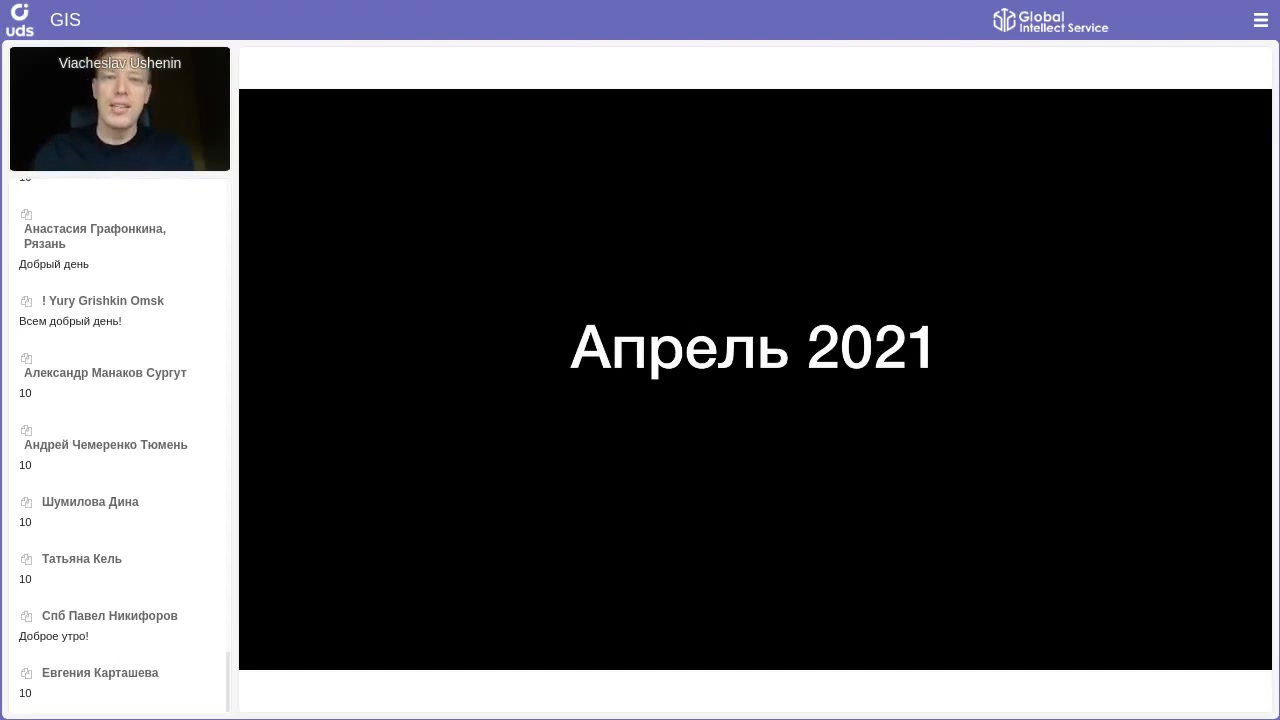 uds
GIS
Global
Intellect Service
Viacheslav Ushenin
Анастасия Графонкина,
Рязань
Добрый день
! Yury Grishkin Omsk
Всем добрый день!
Александр Манаков Сургут
10
Андрей Чемеренко Тюмень
10
Шумилова Дина
10
Татьяна Кель
10
Спб Павел Никифоров
Доброе утро!
Евгения Карташева
10
Апрель 2021